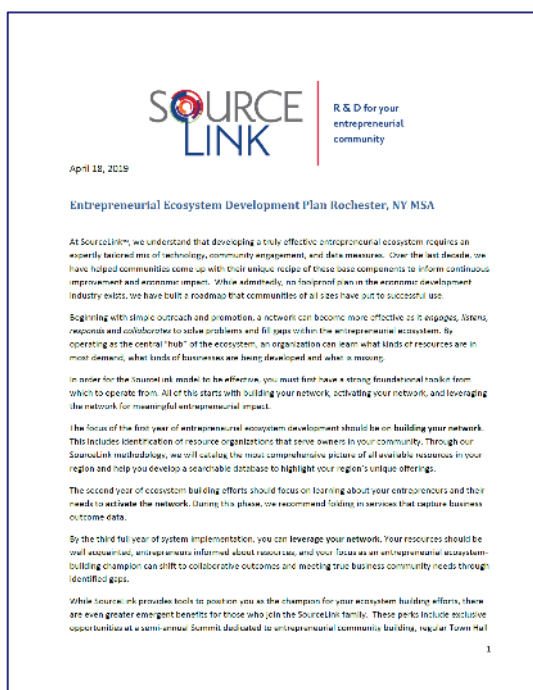 SOURCE
LINK
R & D for your
entrepreneurial
community
April 18, 2019
Entrepreneurial Ecosystem Development Plan Rochester, NY MSA
At SourceLink™, we understand that developing a truly effective entrepreneurial ecosystem requires an
expertly tailored mix of technology, community engagement, and data measures. Over the last decade, we
have helped communities come up with their unique recipe of these base components to inform continuous
improvement and economic impact. While admittedly, no foolproof plan in the economic development
industry exists, we have built a roadmap that communities of all sizes have put to successful use.
Beginning with simple outreach and promotion, a network can become more effective as it engages, listens,
responds and collaborates to solve problems and fill gaps within the entrepreneurial ecosystem. By
operating as the central "hub" of the ecosystem, an organization can learn what kinds of resources are in
most demand, what kinds of businesses are being developed and what is missing.
In order for the SourceLink model to be effective, you must first have a strong foundational toolkit from
which to operate from. All of this starts with building your network, activating your network, and leveraging
the network for meaningful entrepreneurial impact.
The focus of the first year of entrepreneurial ecosystem development should be on building your network.
This includes identification of resource organizations that serve owners in your community. Through our
SourceLink methodology, we will catalog the most comprehensive picture of all available resources in your
region and help you develop a searchable database to highlight your region's unique offerings.
The second year of ecosystem building efforts should focus on learning about your entrepreneurs and their
needs to activate the network. During this phase, we recommend folding in services that capture business
outcome data.
By the third full year of system implementation, you can leverage your network. Your resources should be
well acquainted, entrepreneurs informed about resources, and your focus as an entrepreneurial ecosystem-
building champion can shift to collaborative outcomes and meeting true business community needs through
identified gaps.
While SourceLink provides tools to position you as the champion for your ecosystem building efforts, there
are even greater emergent benefits for those who join the SourceLink family. These perks include exclusive
opportunities at a semi-annual Summit dedicated to entrepreneurial community building, regular Town Hall
1